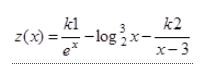 z(x) = k1/e^x − log_2^3 x − k2/(x − 3)